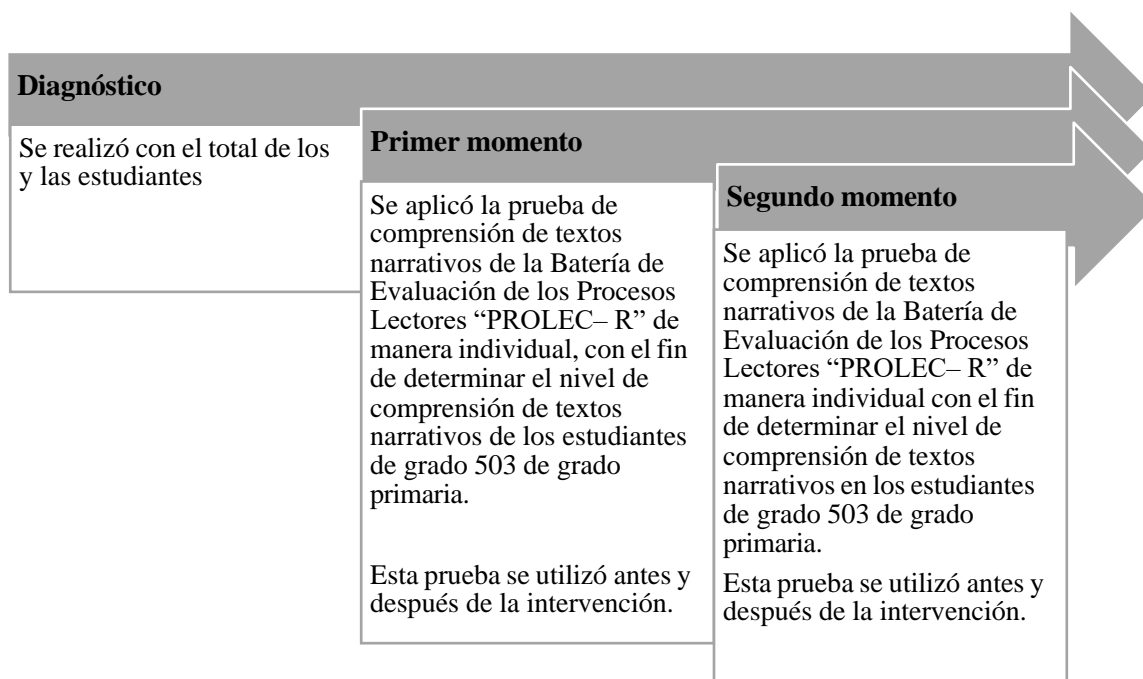 Diagnóstico
Se realizó con el total de los
y las estudiantes
Primer momento
Se aplicó la prueba de
comprensión de textos
narrativos de la Batería de
Evaluación de los Procesos
Lectores “PROLEC– R” de
manera individual, con el fin
de determinar el nivel de
comprensión de textos
narrativos de los estudiantes
de grado 503 de grado
primaria.
Esta prueba se utilizó antes y
después de la intervención.
Segundo momento
Se aplicó la prueba de
comprensión de textos
narrativos de la Batería de
Evaluación de los Procesos
Lectores “PROLEC– R” de
manera individual con el fin
de determinar el nivel de
comprensión de textos
narrativos en los estudiantes
de grado 503 de grado
primaria.
Esta prueba se utilizó antes y
después de la intervención.